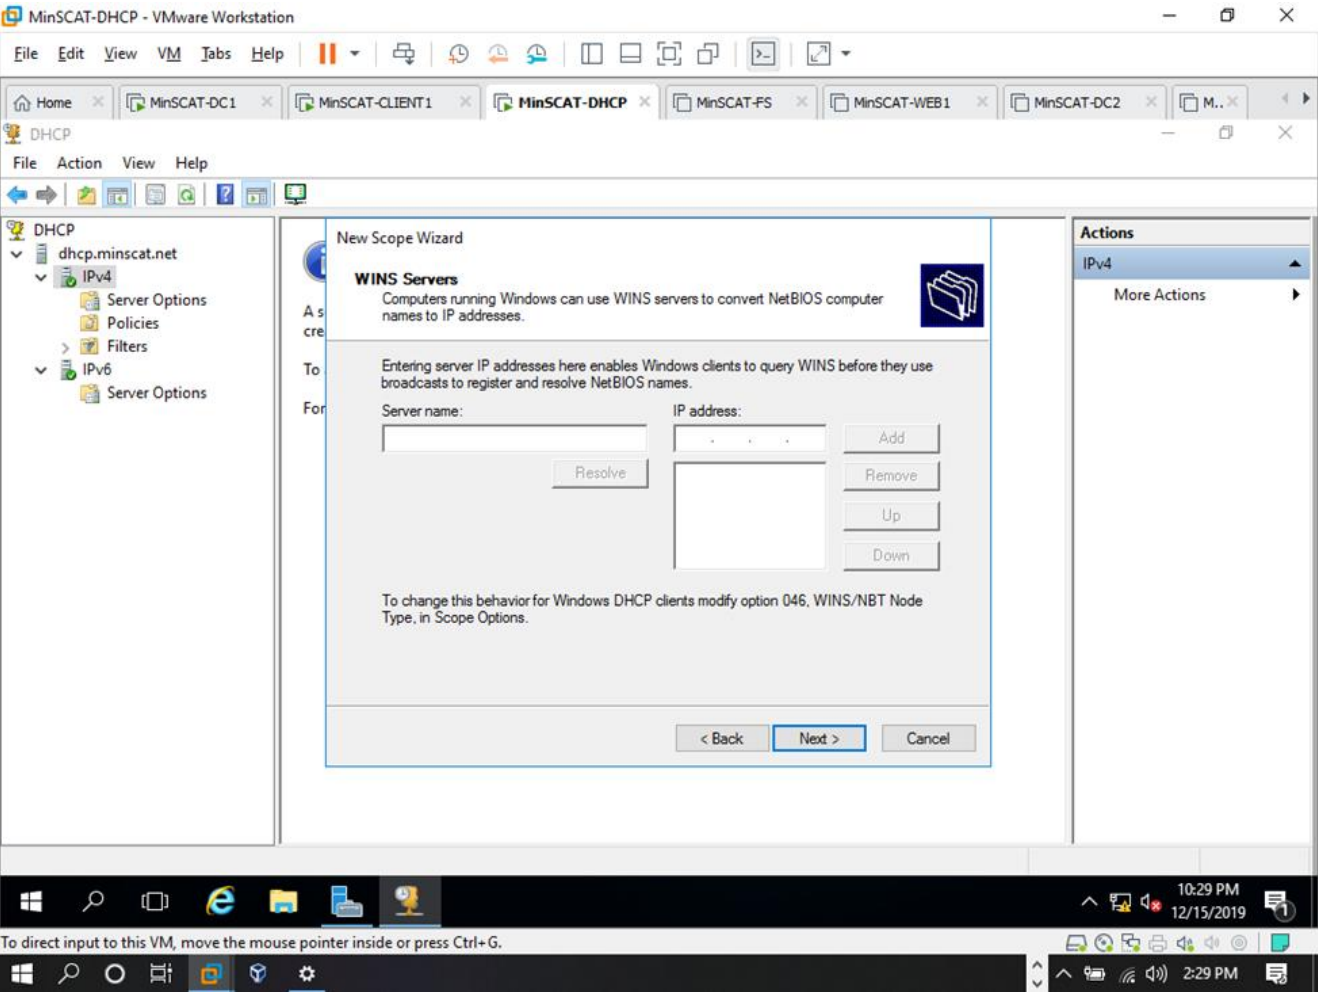 MinSCAT-DHCP - VMware Workstation
File Edit View VM Tabs Help
Home MinSCAT-DC1 MinSCAT-CLIENT1 MinSCAT-DHCP MinSCAT-FS MinSCAT-WEB1 MinSCAT-DC2 M...
DHCP
File Action View Help
DHCP
dhcp.minscat.net
IPv4
Server Options
Policies
Filters
IPv6
Server Options
A s
cre
To
For
New Scope Wizard
WINS Servers
Computers running Windows can use WINS servers to convert NetBIOS computer
names to IP addresses.
Entering server IP addresses here enables Windows clients to query WINS before they use
broadcasts to register and resolve NetBIOS names.
Server name: IP address:
Add
Resolve
Remove
Up
Down
To change this behavior for Windows DHCP clients modify option 046, WINS/NBT Node
Type, in Scope Options.
< Back Next > Cancel
Actions
IPv4
More Actions
10:29 PM
12/15/2019
1
To direct input to this VM, move the mouse pointer inside or press Ctrl+G.
2:29 PM